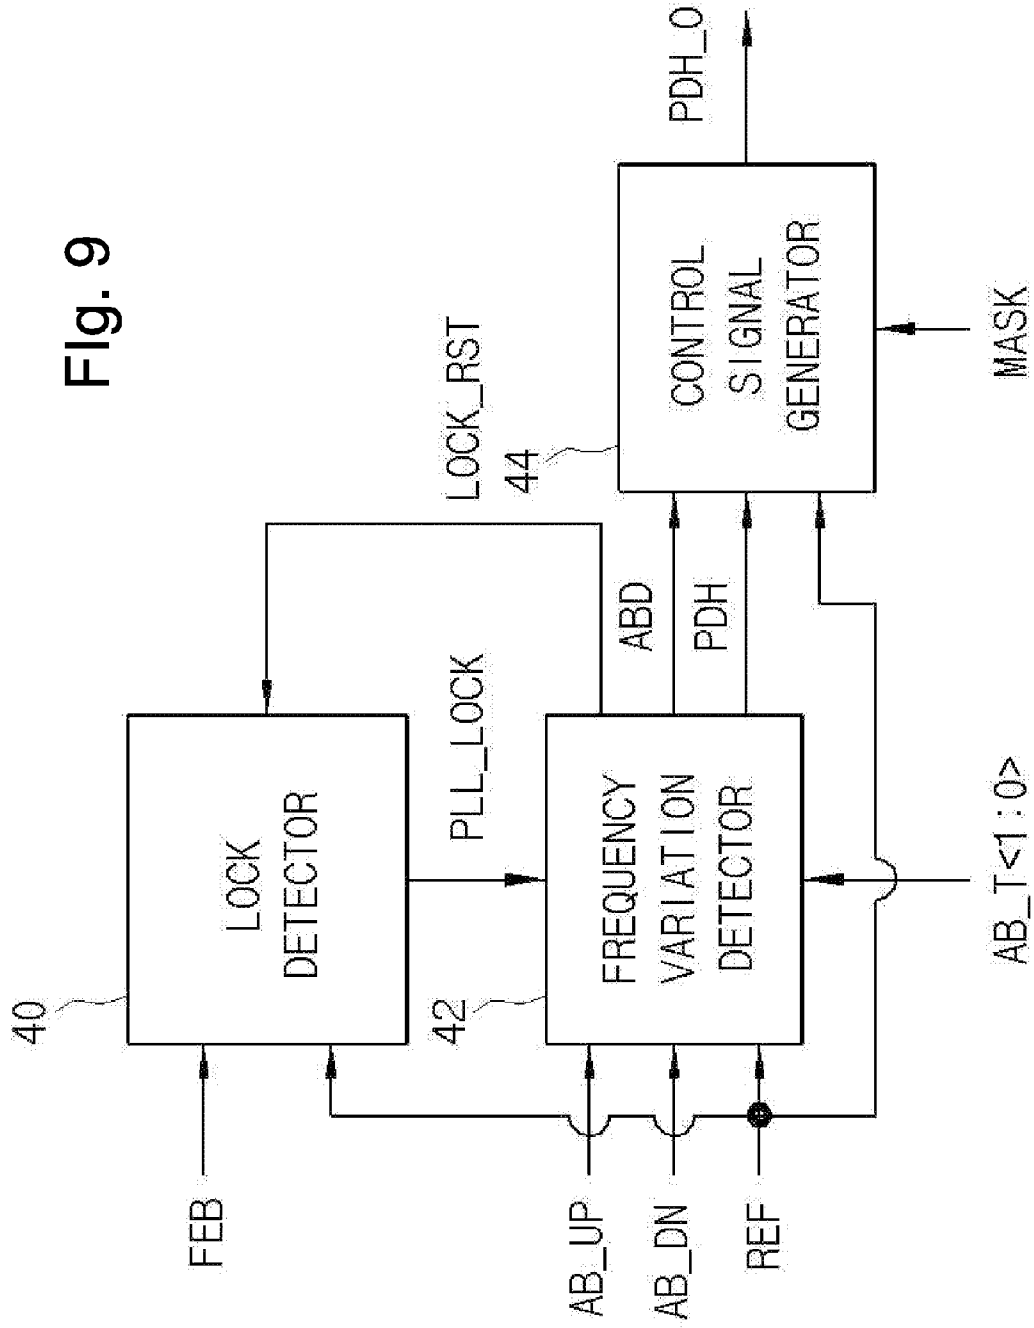 FIg. 9
40
LOCK
DETECTOR
FEB
LOCK_RST
PLL_LOCK
42
FREQUENCY
VARIATION
DETECTOR
AB_UP
AB_DN
REF
AB_T<1:0>
ABD
PDH
44
CONTROL
SIGNAL
GENERATOR
MASK
PDH_O